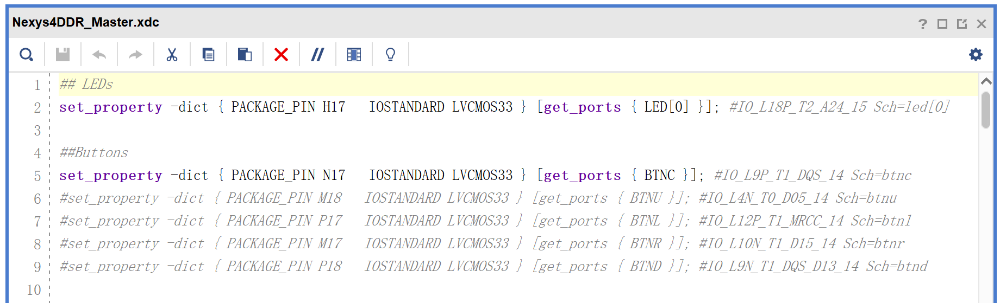 Nexys4DDR_Master.xdc
?
1 ## LEDs
2 set_property -dict { PACKAGE_PIN H17   IOSTANDARD LVCMOS33 } [get_ports { LED[0] }]; #IO_L18P_T2_A24_15 Sch=led[0]
3
4 ##Buttons
5 set_property -dict { PACKAGE_PIN N17   IOSTANDARD LVCMOS33 } [get_ports { BTNC }]; #IO_L9P_T1_DQS_14 Sch=btnc
6 #set_property -dict { PACKAGE_PIN M18   IOSTANDARD LVCMOS33 } [get_ports { BTNU }]; #IO_L4N_T0_D05_14 Sch=btnu
7 #set_property -dict { PACKAGE_PIN P17   IOSTANDARD LVCMOS33 } [get_ports { BTNL }]; #IO_L12P_T1_MRCC_14 Sch=btnl
8 #set_property -dict { PACKAGE_PIN M17   IOSTANDARD LVCMOS33 } [get_ports { BTNR }]; #IO_L10N_T1_D15_14 Sch=btnr
9 #set_property -dict { PACKAGE_PIN P18   IOSTANDARD LVCMOS33 } [get_ports { BTND }]; #IO_L9N_T1_DQS_D13_14 Sch=btnd
10